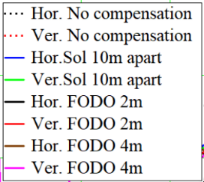 Hor. No compensation
Ver. No compensation
Hor.Sol 10m apart
Ver.Sol 10m apart
Hor. FODO 2m
Ver. FODO 2m
Hor. FODO 4m
Ver. FODO 4m